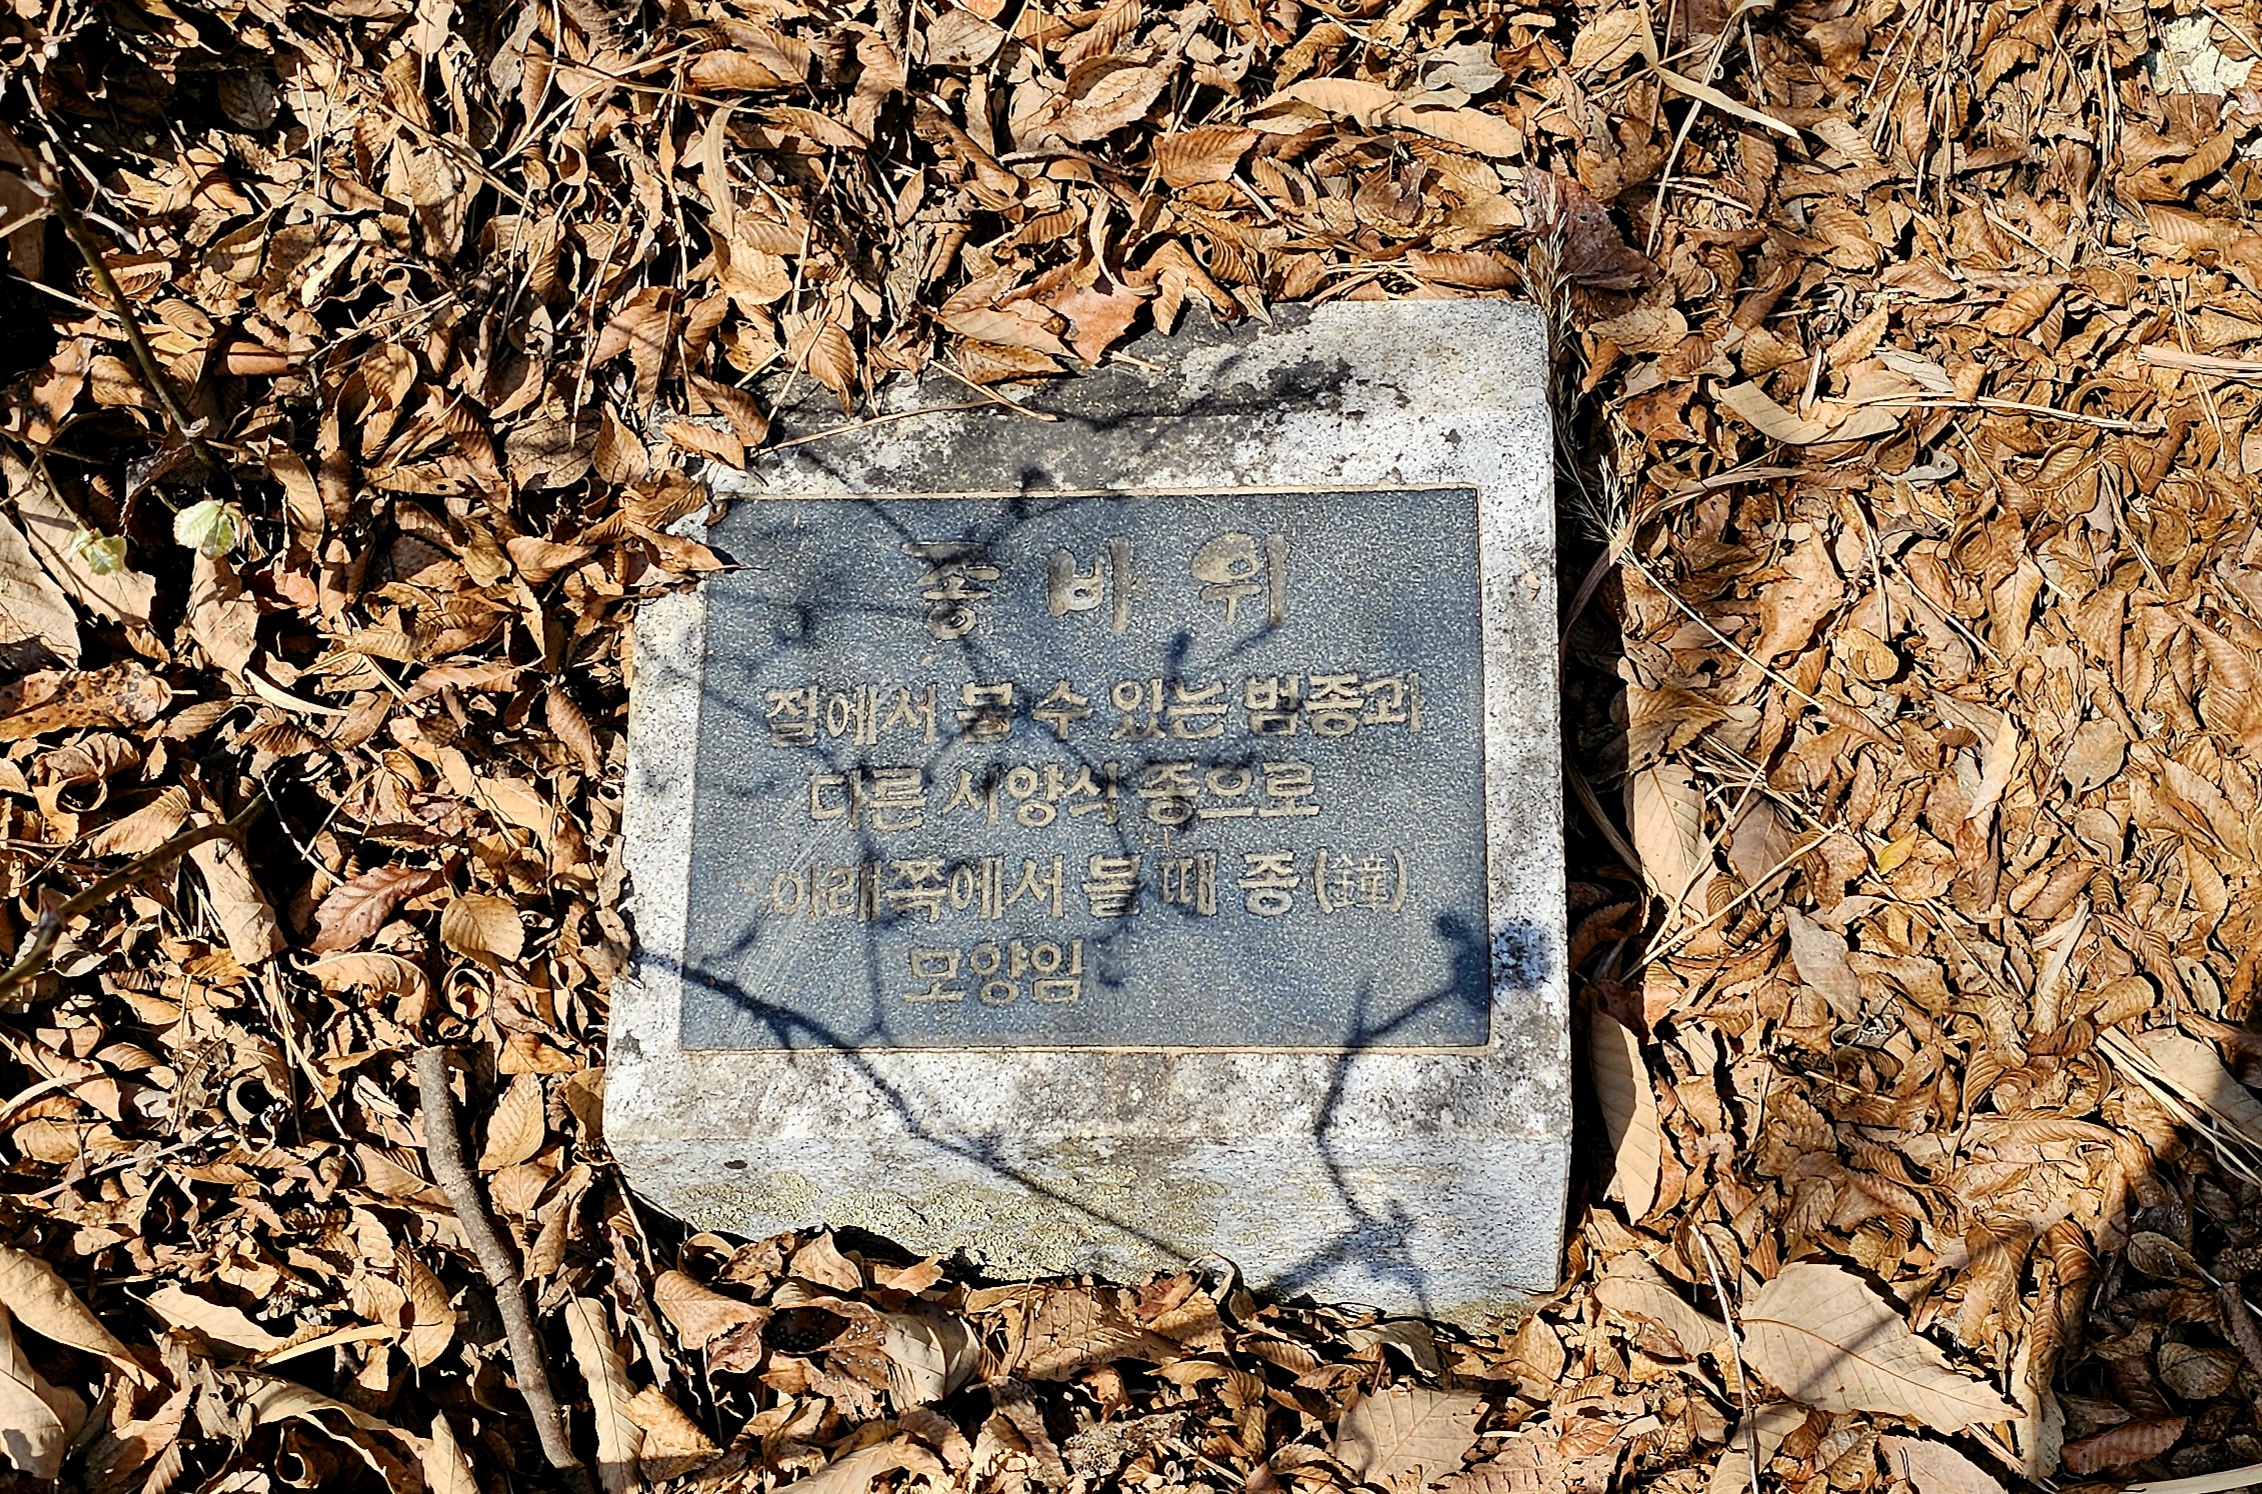 종바위
절에서 볼 수 있는 범종과
다른 서양식 종으로
아래쪽에서 볼 때 종(鐘)
모양임